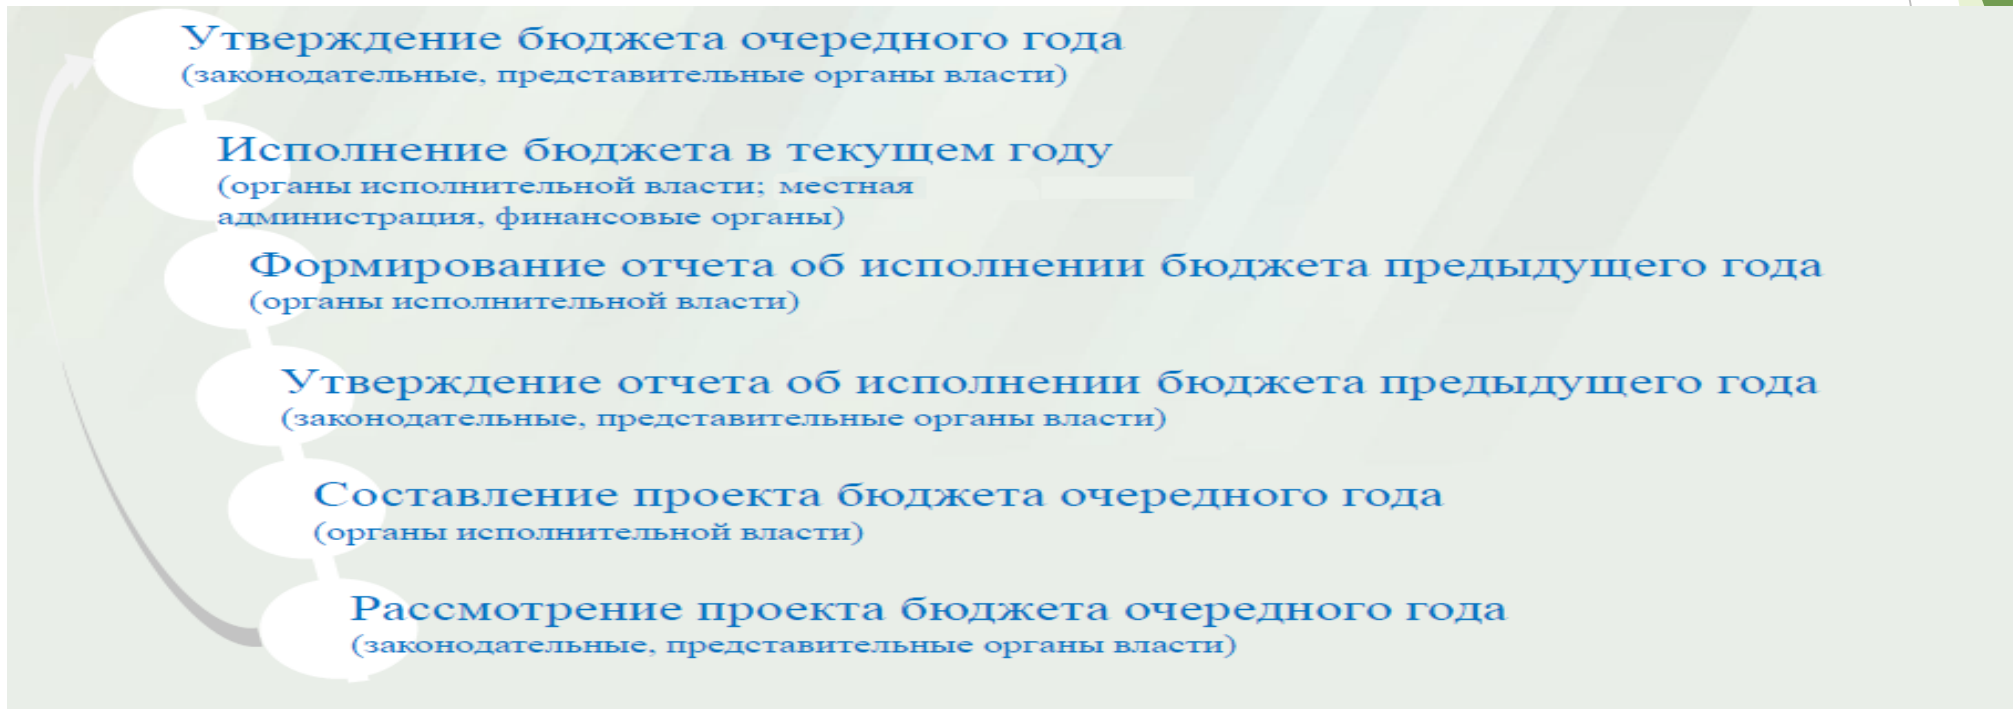 Утверждение бюджета очередного года
(законодательные, представительные органы власти)
Исполнение бюджета в текущем году
(органы исполнительной власти; местная
администрация, финансовые органы)
Формирование отчета об исполнении бюджета предыдущего года
(органы исполнительной власти)
Утверждение отчета об исполнении бюджета предыдущего года
(законодательные, представительные органы власти)
Составление проекта бюджета очередного года
(органы исполнительной власти)
Рассмотрение проекта бюджета очередного года
(законодательные, представительные органы власти)